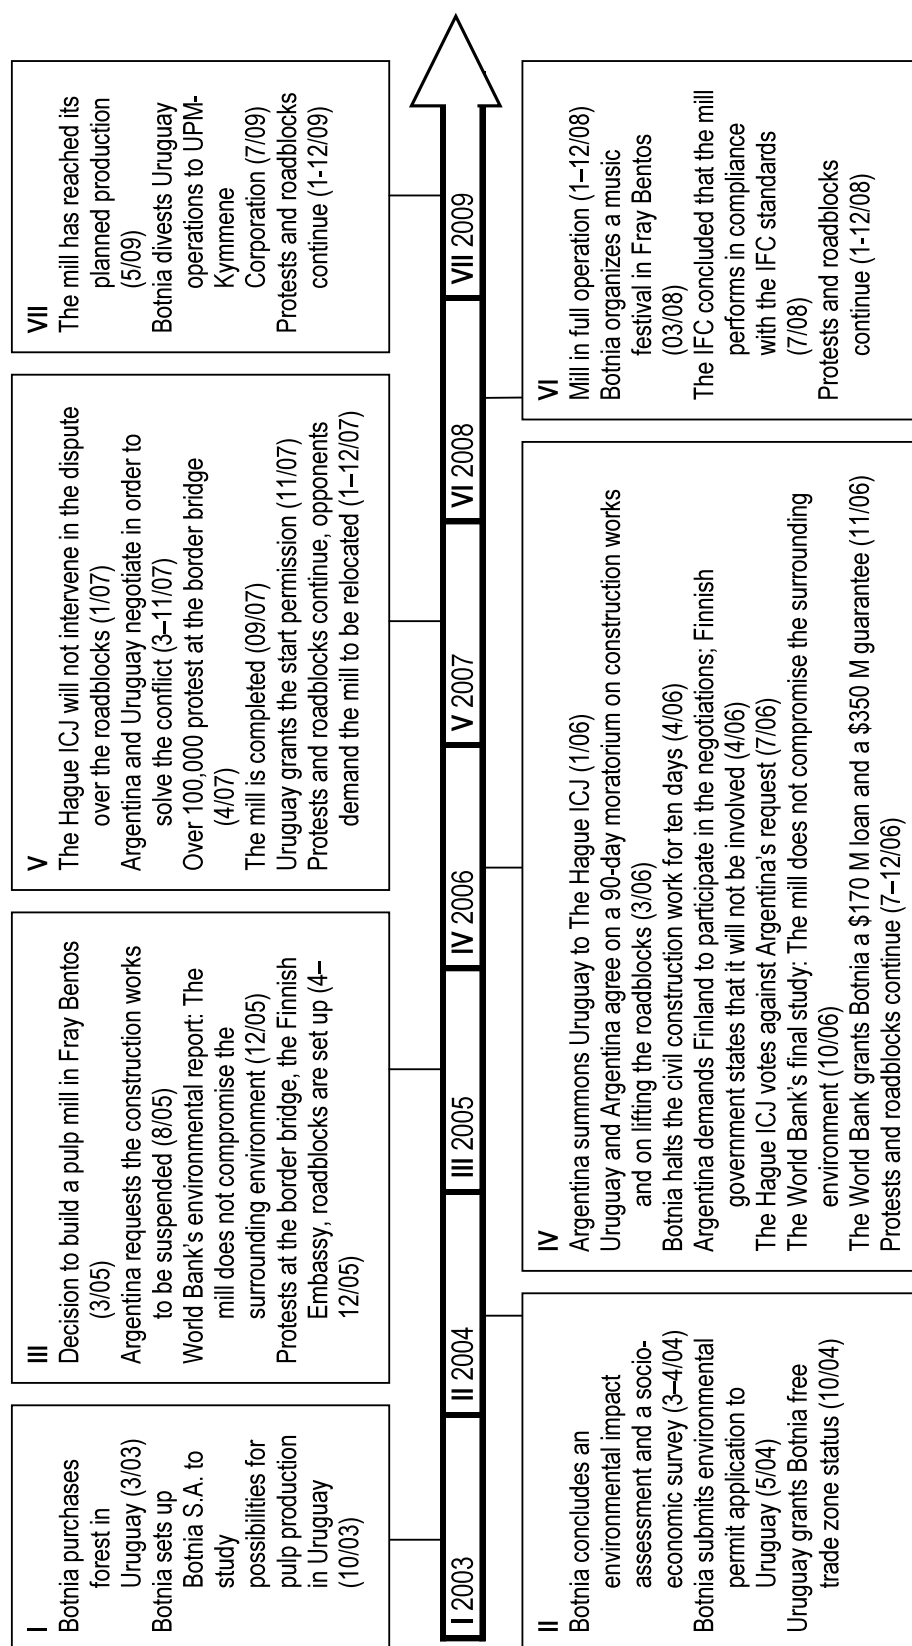 I
Botnia purchases
forest in
Uruguay (3/03)
Botnia sets up
Botnia S.A. to
study
possibilities for
pulp production
in Uruguay
(10/03)
III
Decision to build a pulp mill in Fray Bentos
(3/05)
Argentina requests the construction works
to be suspended (8/05)
World Bank's environmental report: The
mill does not compromise the
surrounding environment (12/05)
Protests at the border bridge, the Finnish
Embassy, roadblocks are set up (4–
12/05)
V
The Hague ICJ will not intervene in the dispute
over the roadblocks (1/07)
Argentina and Uruguay negotiate in order to
solve the conflict (3–11/07)
Over 100,000 protest at the border bridge
(4/07)
The mill is completed (09/07)
Uruguay grants the start permission (11/07)
Protests and roadblocks continue, opponents
demand the mill to be relocated (1–12/07)
VII
The mill has reached its
planned production
(5/09)
Botnia divests Uruguay
operations to UPM-
Kymmene
Corporation (7/09)
Protests and roadblocks
continue (1-12/09)
I 2003
II 2004
III 2005
IV 2006
V 2007
VI 2008
VII 2009
II
Botnia concludes an
environmental impact
assessment and a socio-
economic survey (3–4/04)
Botnia submits environmental
permit application to
Uruguay (5/04)
Uruguay grants Botnia free
trade zone status (10/04)
IV
Argentina summons Uruguay to The Hague ICJ (1/06)
Uruguay and Argentina agree on a 90-day moratorium on construction works
and on lifting the roadblocks (3/06)
Botnia halts the civil construction work for ten days (4/06)
Argentina demands Finland to participate in the negotiations; Finnish
government states that it will not be involved (4/06)
The Hague ICJ votes against Argentina's request (7/06)
The World Bank's final study: The mill does not compromise the surrounding
environment (10/06)
The World Bank grants Botnia a $170 M loan and a $350 M guarantee (11/06)
Protests and roadblocks continue (7–12/06)
VI
Mill in full operation (1–12/08)
Botnia organizes a music
festival in Fray Bentos
(03/08)
The IFC concluded that the mill
performs in compliance
with the IFC standards
(7/08)
Protests and roadblocks
continue (1-12/08)